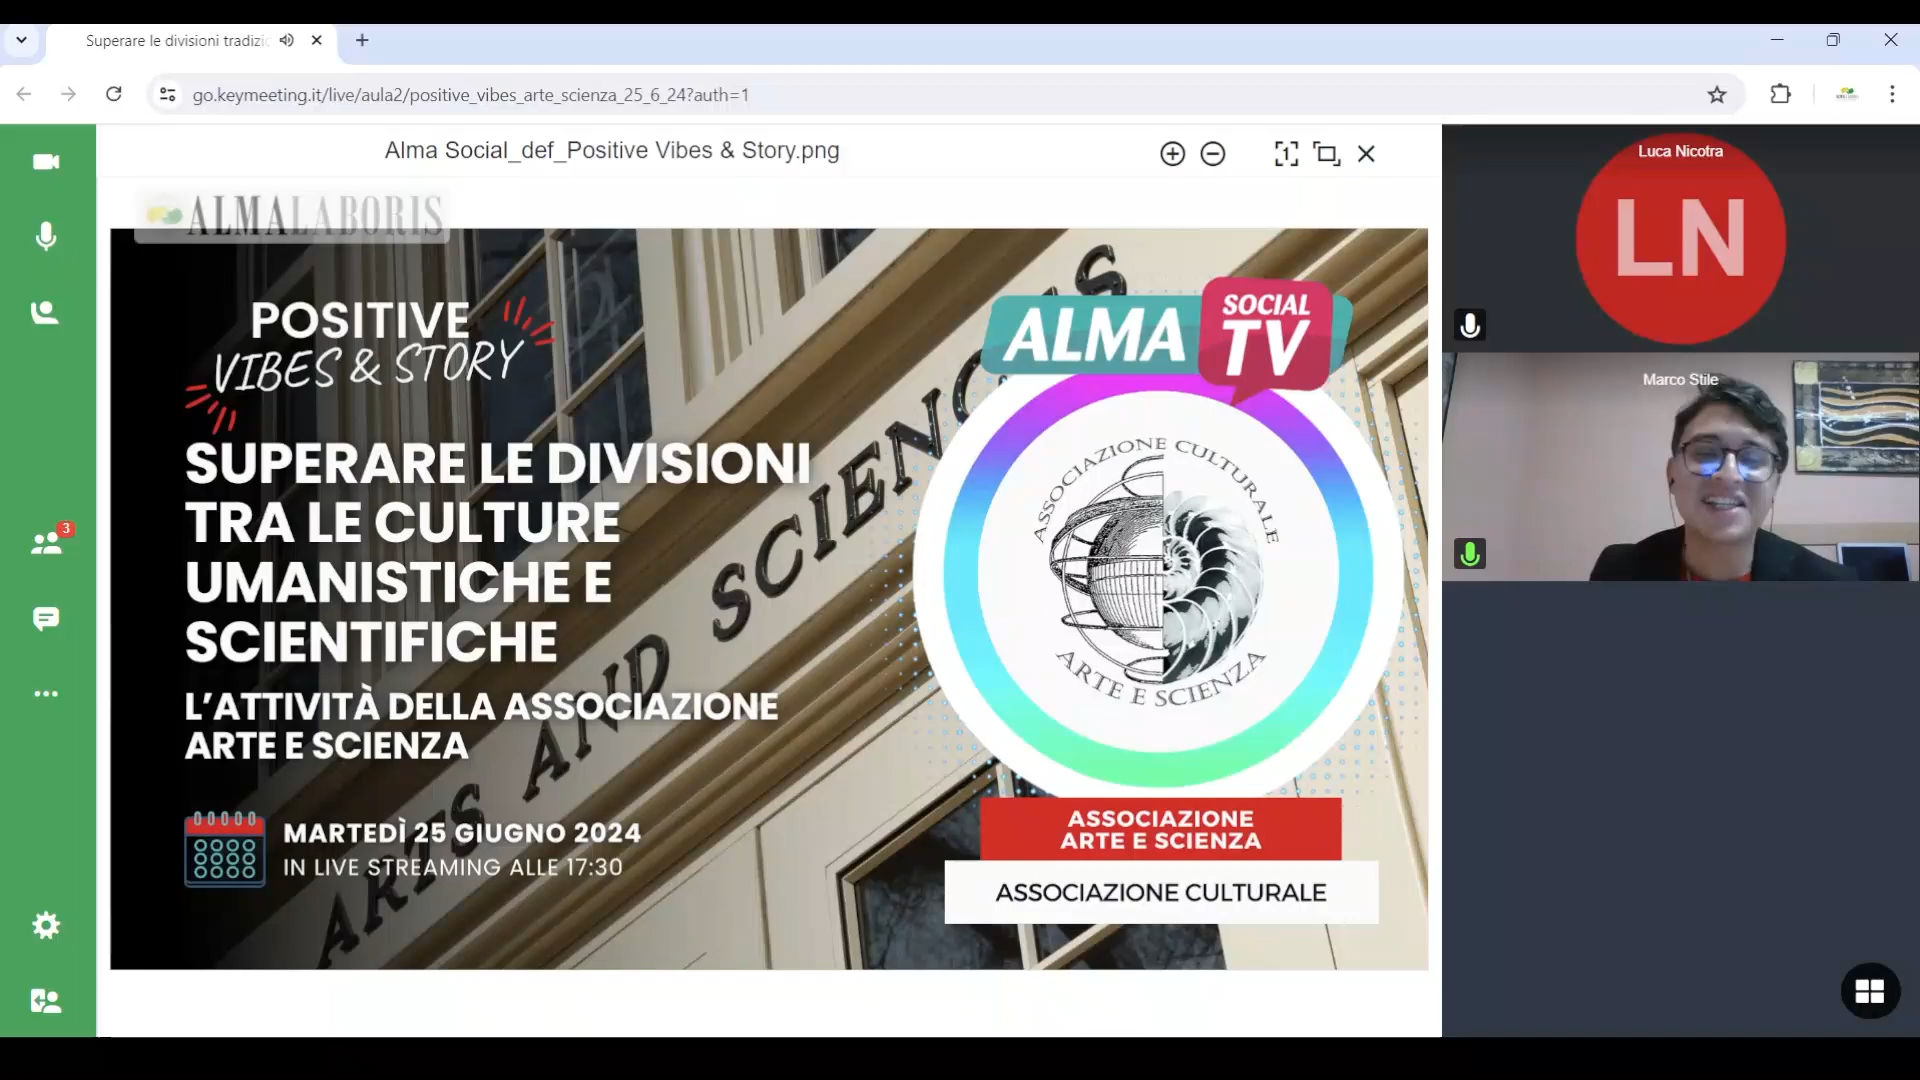 Superare le divisioni tradizio
go.keymeeting.it/live/aula2/positive_vibes_arte_scienza_25_6_24?auth=1
Alma Social_def_Positive Vibes & Story.png
ALMALABORIS
POSITIVE
VIBES & STORY
SUPERARE LE DIVISIONI
TRA LE CULTURE
UMANISTICHE E
SCIENTIFICHE
L'ATTIVITÀ DELLA ASSOCIAZIONE
ARTE E SCIENZA
MARTEDÌ 25 GIUGNO 2024
IN LIVE STREAMING ALLE 17:30
ARTS AND SCIENCES
ALMA
SOCIAL
TV
ASSOCIAZIONE CULTURALE
ARTE E SCIENZA
ASSOCIAZIONE
ARTE E SCIENZA
ASSOCIAZIONE CULTURALE
Luca Nicotra
LN
Marco Stile
3
1